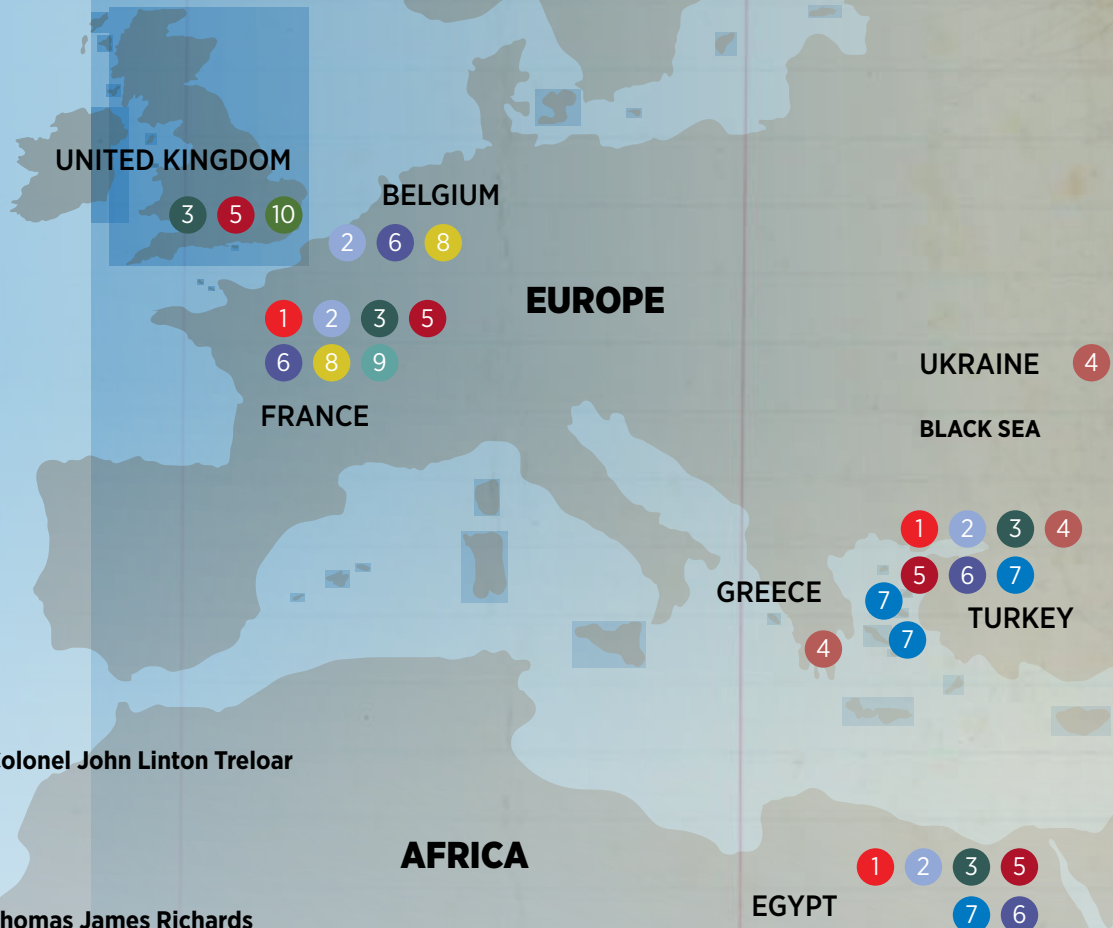 UNITED KINGDOM
3 5 10
BELGIUM
2 6 8
EUROPE
1 2 3 5
6 8 9
FRANCE
UKRAINE 4
BLACK SEA
1 2 3 4
5 6 7
GREECE 7
TURKEY
7
4
olonel John Linton Treloar
AFRICA
1 2 3 5
EGYPT
7 6
homas James Richards